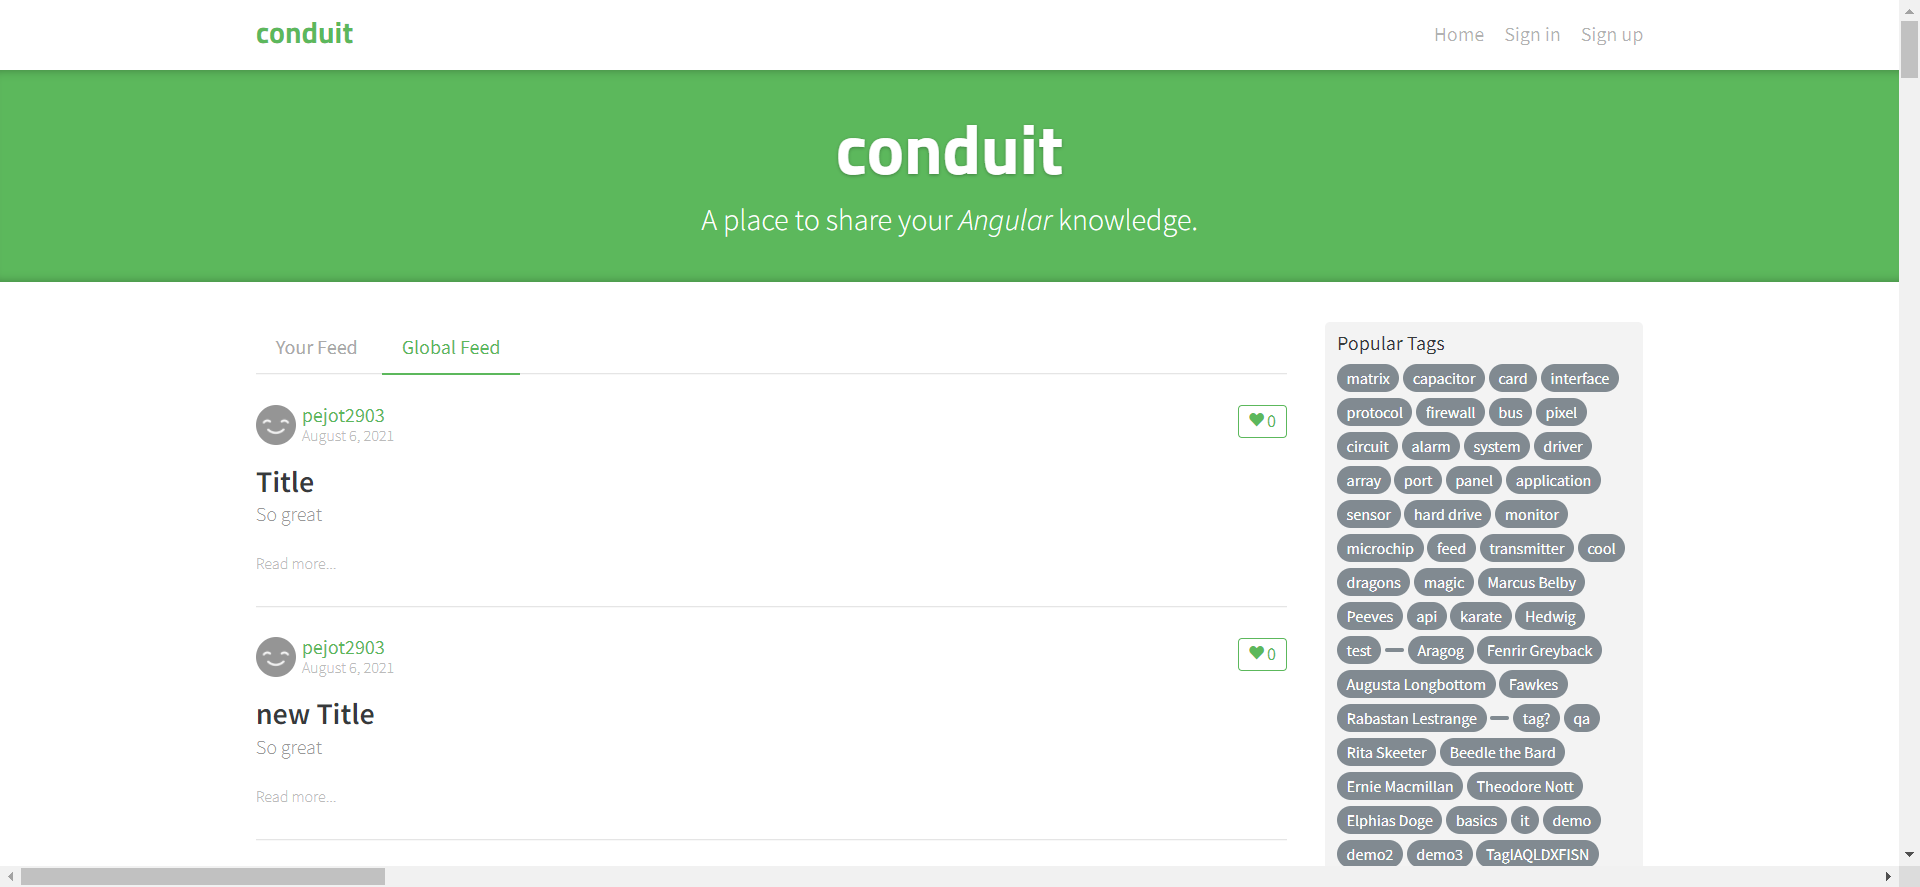 conduit
Home Sign in Sign up
conduit
A place to share your Angular knowledge.
Your Feed Global Feed
pejot2903
August 6, 2021
0
Title
So great
Read more...
pejot2903
August 6, 2021
0
new Title
So great
Read more...
Popular Tags
matrix capacitor card interface
protocol firewall bus pixel
circuit alarm system driver
array port panel application
sensor hard drive monitor
microchip feed transmitter cool
dragons magic Marcus Belby
Peeves api karate Hedwig
test Aragog Fenrir Greyback
Augusta Longbottom Fawkes
Rabastan Lestrange tag? qa
Rita Skeeter Beedle the Bard
Ernie Macmillan Theodore Nott
Elphias Doge basics it demo
demo2 demo3 TagIAQLDXFISN